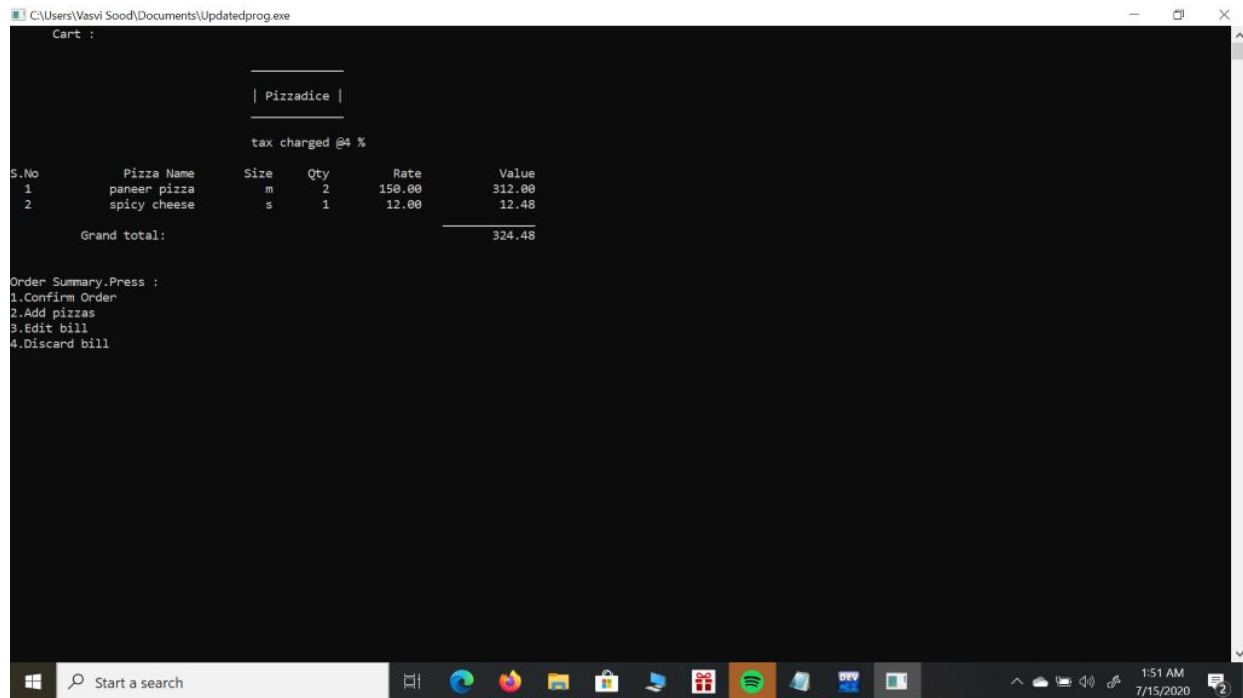 C:\Users\Vasvi Sood\Documents\Updatedprog.exe
Cart :
| Pizzadice |
tax charged @4 %
S.No Pizza Name Size Qty Rate Value
1 paneer pizza m 2 150.00 312.00
2 spicy cheese s 1 12.00 12.48
Grand total: 324.48
Order Summary.Press :
1.Confirm Order
2.Add pizzas
3.Edit bill
4.Discard bill
Start a search
DEV
1:51 AM
7/15/2020
2